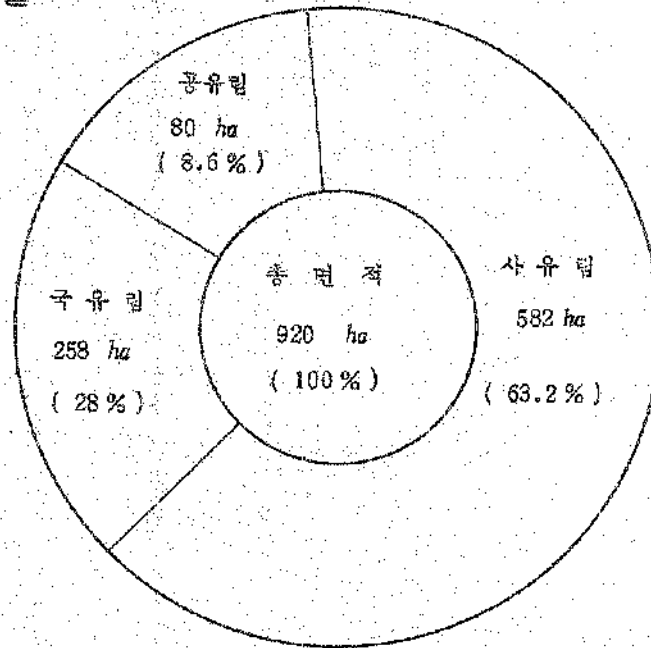 공유림
80 ha
( 8.6 % )
국유림
258 ha
( 28 % )
총 면 적
920 ha
( 100 % )
사 유 림
582 ha
( 63.2 % )